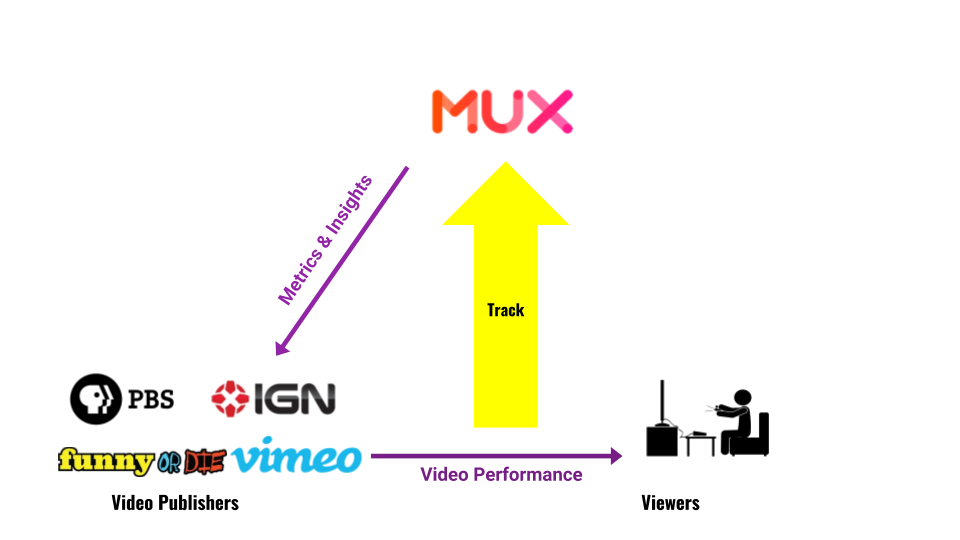 MUX
Metrics & Insights
Track
PBS
IGN
funny OR DIE
vimeo
Video Performance
Video Publishers
Viewers